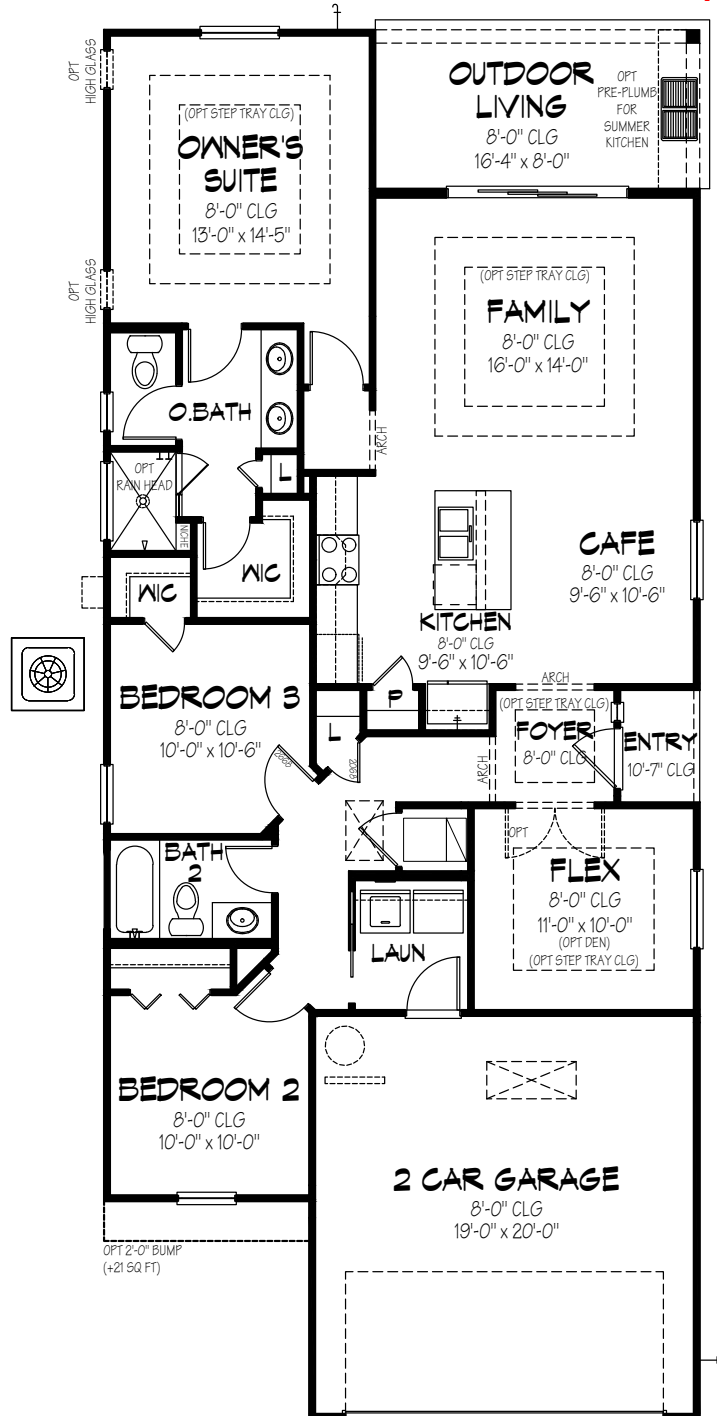 OPT
HIGH GLASS
(OPT STEP TRAY CLG)
OWNER'S
SUITE
8'-0" CLG
13'-0" x 14'-5"
OUTDOOR
LIVING
8'-0" CLG
16'-4" x 8'-0"
OPT
PRE-PLUMB
FOR
SUMMER
KITCHEN
OPT
HIGH GLASS
(OPT STEP TRAY CLG)
FAMILY
8'-0" CLG
16'-0" x 14'-0"
O.BATH
ARCH
OPT
RAIN HEAD
L
NICHE
WIC
WIC
CAFE
8'-0" CLG
9'-6" x 10'-6"
KITCHEN
8'-0" CLG
9'-6" x 10'-6"
BEDROOM 3
8'-0" CLG
10'-0" x 10'-6"
P
L
2068
2668
ARCH
(OPT STEP TRAY CLG)
FOYER
8'-0" CLG
ARCH
ENTRY
10'-7" CLG
BATH
2
OPT
FLEX
8'-0" CLG
11'-0" x 10'-0"
(OPT DEN)
(OPT STEP TRAY CLG)
LAUN
BEDROOM 2
8'-0" CLG
10'-0" x 10'-0"
2 CAR GARAGE
8'-0" CLG
19'-0" x 20'-0"
OPT 2'-0" BUMP
(+21 SQ FT)